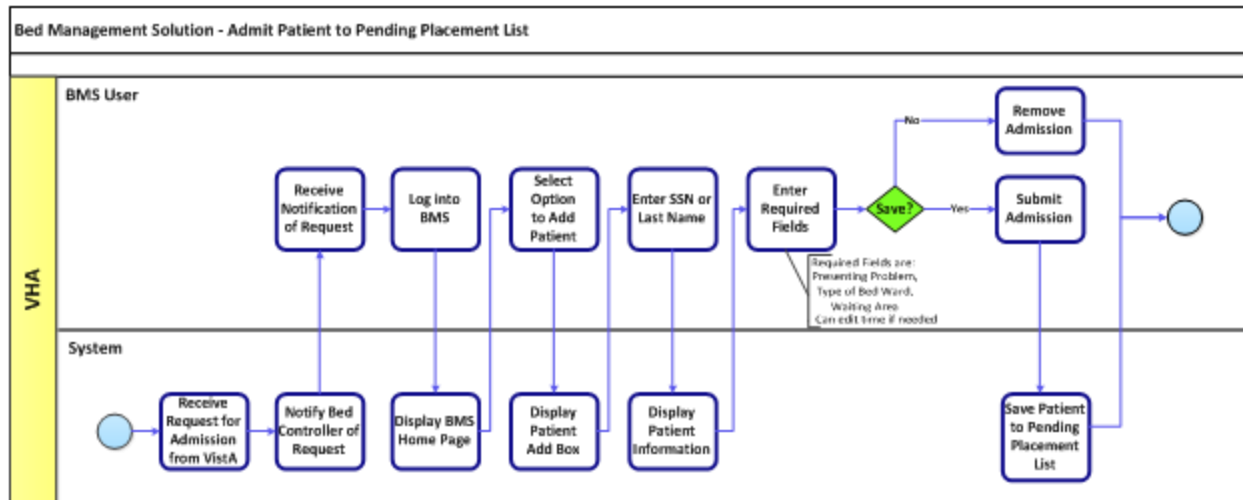 Bed Management Solution - Admit Patient to Pending Placement List
VHA
BMS User
Receive
Notification
of Request
Log into
BMS
Select
Option
to Add
Patient
Enter SSN or
Last Name
Enter
Required
Fields
Save?
No
Yes
Remove
Admission
Submit
Admission
Required Fields are:
Presenting Problem,
Type of Bed Ward,
Waiting Area
Can edit time if needed
System
Receive
Request for
Admission
from VistA
Notify Bed
Controller of
Request
Display BMS
Home Page
Display
Patient
Add Box
Display
Patient
Information
Save Patient
to Pending
Placement
List